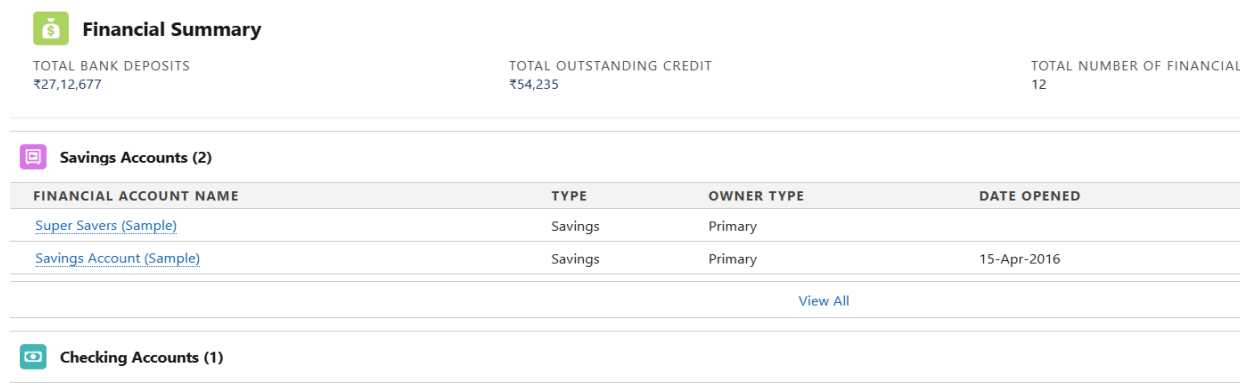 Financial Summary
TOTAL BANK DEPOSITS TOTAL OUTSTANDING CREDIT TOTAL NUMBER OF FINANCIAL
₹27,12,677 ₹54,235 12
Savings Accounts (2)
FINANCIAL ACCOUNT NAME TYPE OWNER TYPE DATE OPENED
Super Savers (Sample) Savings Primary
Savings Account (Sample) Savings Primary 15-Apr-2016
View All
Checking Accounts (1)